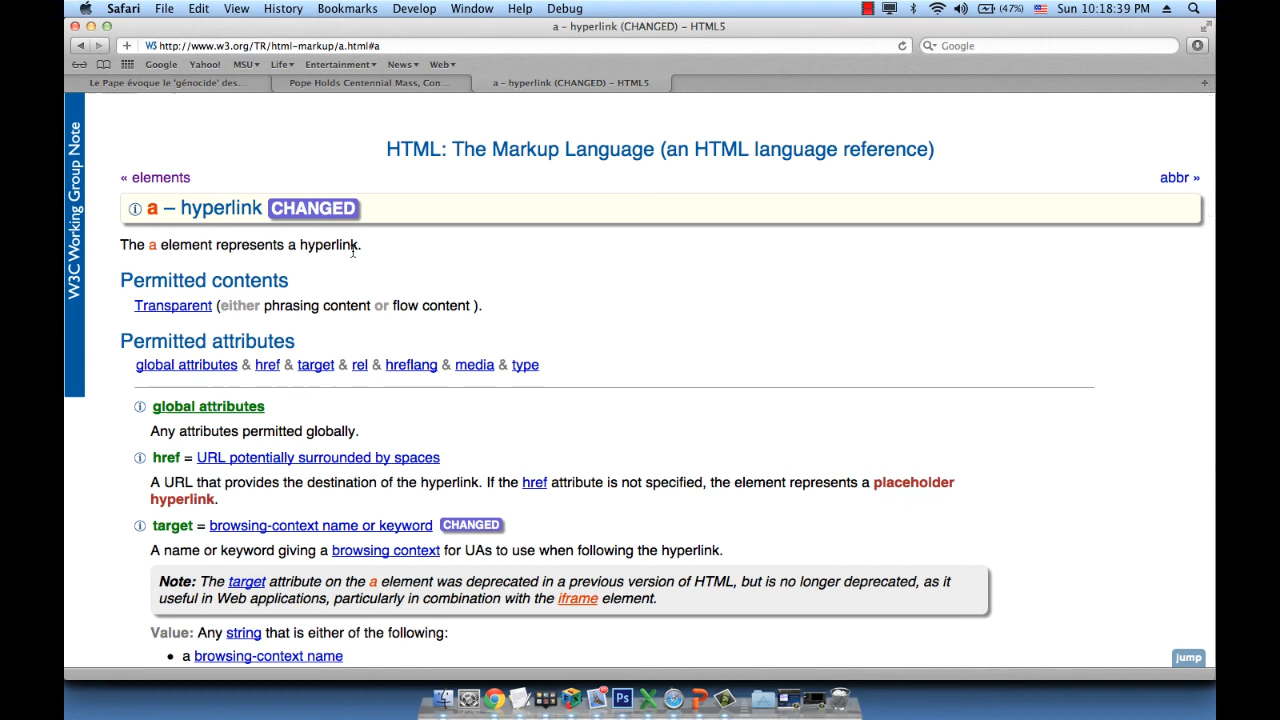 Safari File Edit View History Bookmarks Develop Window Help Debug (47%) Sun 10:18:39 PM
a – hyperlink (CHANGED) – HTML5
W3 http://www.w3.org/TR/html-markup/a.html#a Google
Google Yahoo! MSU▾ Life▾ Entertainment▾ News▾ Web▾
Le Pape évoque le 'génocide' des... Pope Holds Centennial Mass, Con... a – hyperlink (CHANGED) – HTML5
W3C Working Group Note
HTML: The Markup Language (an HTML language reference)
« elements abbr »
a – hyperlink CHANGED
The a element represents a hyperlink.
Permitted contents
Transparent (either phrasing content or flow content ).
Permitted attributes
global attributes & href & target & rel & hreflang & media & type
global attributes
Any attributes permitted globally.
href = URL potentially surrounded by spaces
A URL that provides the destination of the hyperlink. If the href attribute is not specified, the element represents a placeholder
hyperlink.
target = browsing-context name or keyword CHANGED
A name or keyword giving a browsing context for UAs to use when following the hyperlink.
Note: The target attribute on the a element was deprecated in a previous version of HTML, but is no longer deprecated, as it
useful in Web applications, particularly in combination with the iframe element.
Value: Any string that is either of the following:
• a browsing-context name
jump
Ps